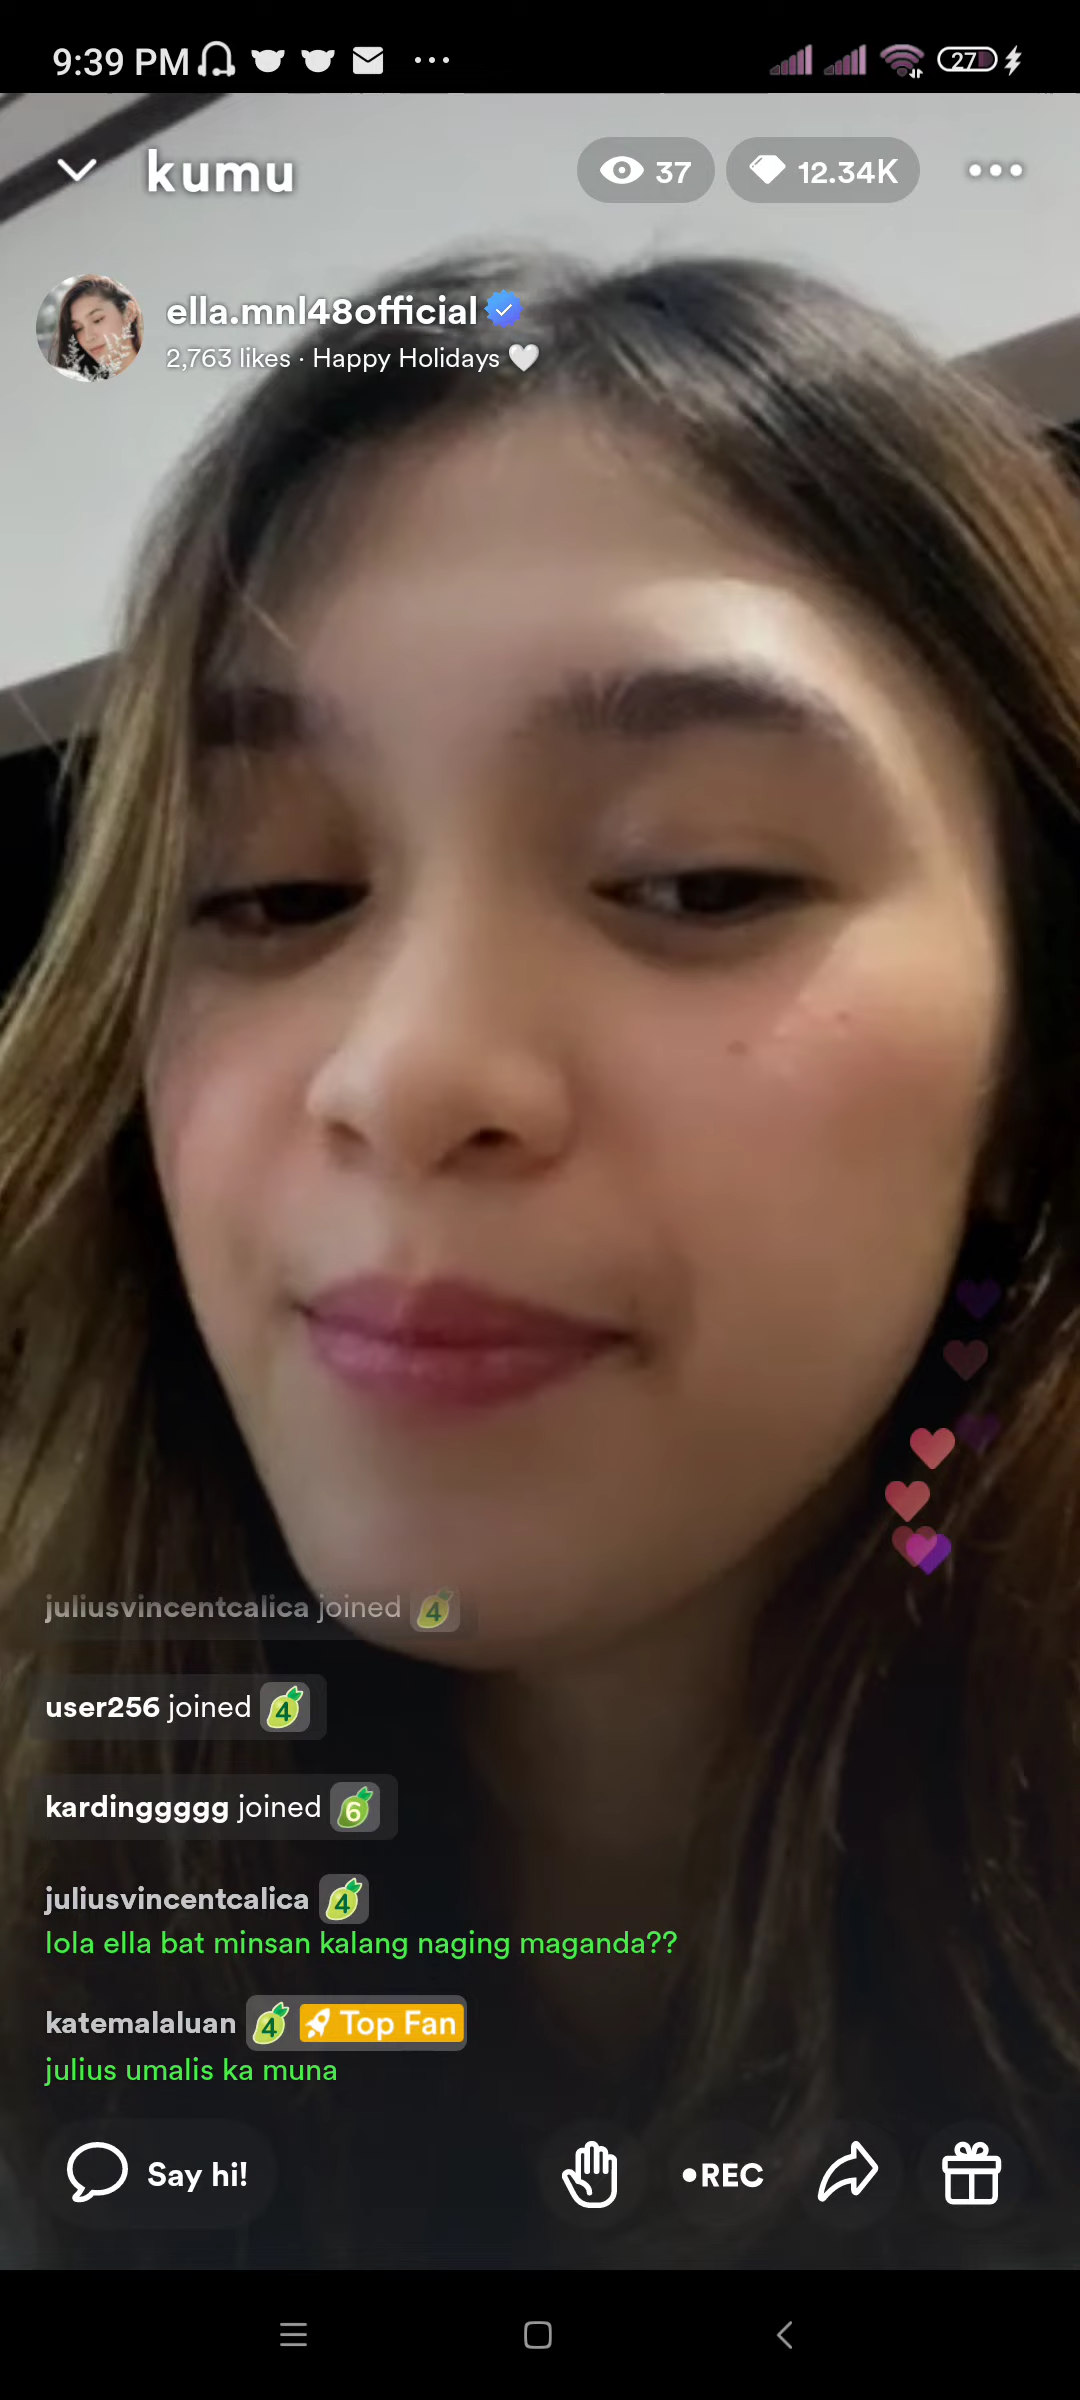 9:39 PM
27
kumu
37
12.34K
ella.mnl48official
2,763 likes · Happy Holidays 🤍
juliusvincentcalica joined 4
user256 joined 4
kardinggggg joined 6
juliusvincentcalica 4
lola ella bat minsan kalang naging maganda??
katemalaluan 4 Top Fan
julius umalis ka muna
Say hi!
•REC